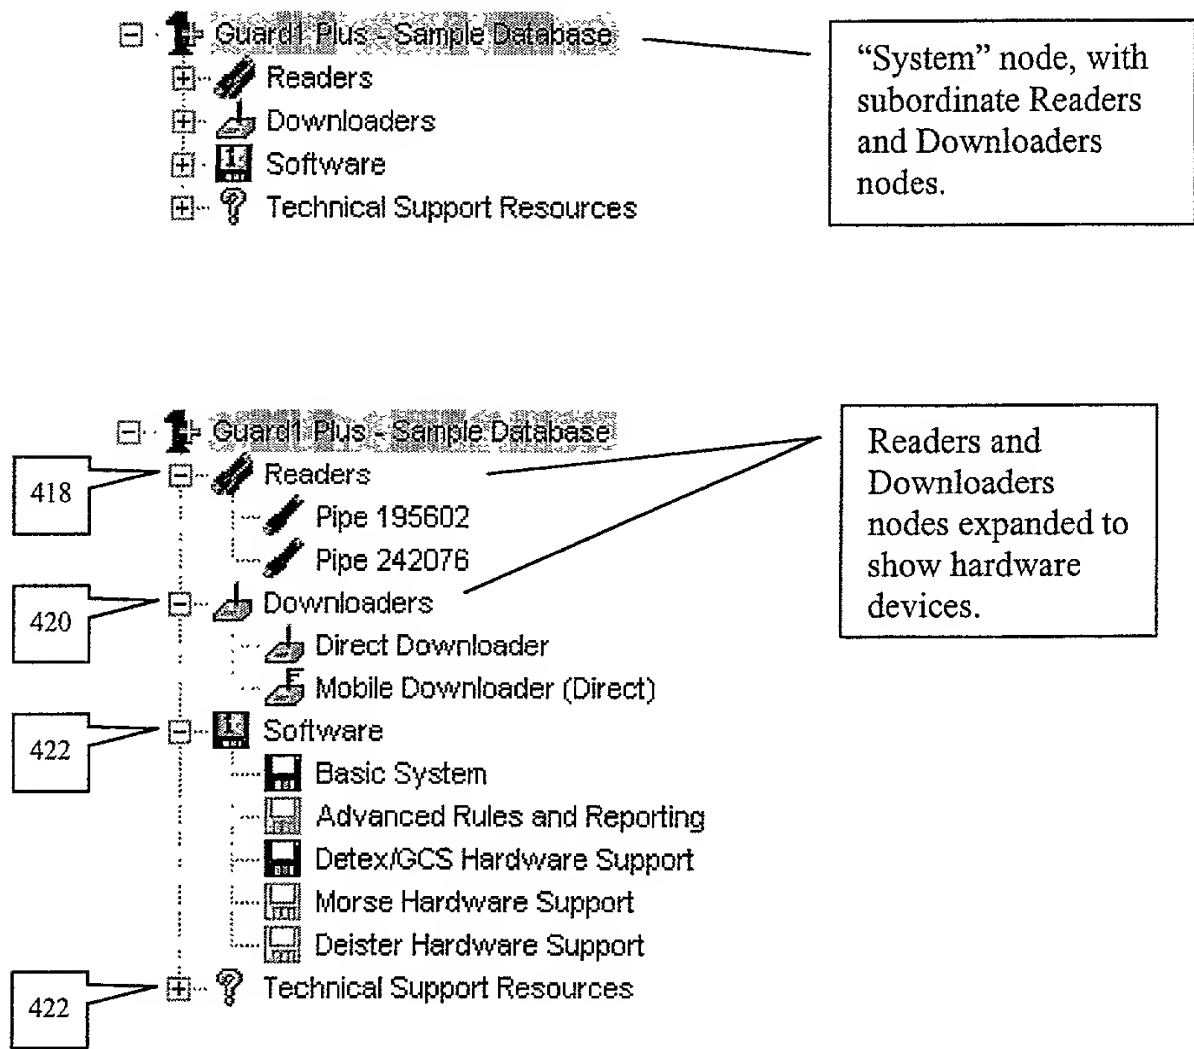 Guard1 Plus - Sample Database
Readers
Downloaders
Software
Technical Support Resources
“System” node, with
subordinate Readers
and Downloaders
nodes.
Guard1 Plus - Sample Database
418
Readers
Pipe 195602
Pipe 242076
420
Downloaders
Direct Downloader
Mobile Downloader (Direct)
422
Software
Basic System
Advanced Rules and Reporting
Detex/GCS Hardware Support
Morse Hardware Support
Deister Hardware Support
422
Technical Support Resources
Readers and
Downloaders
nodes expanded to
show hardware
devices.